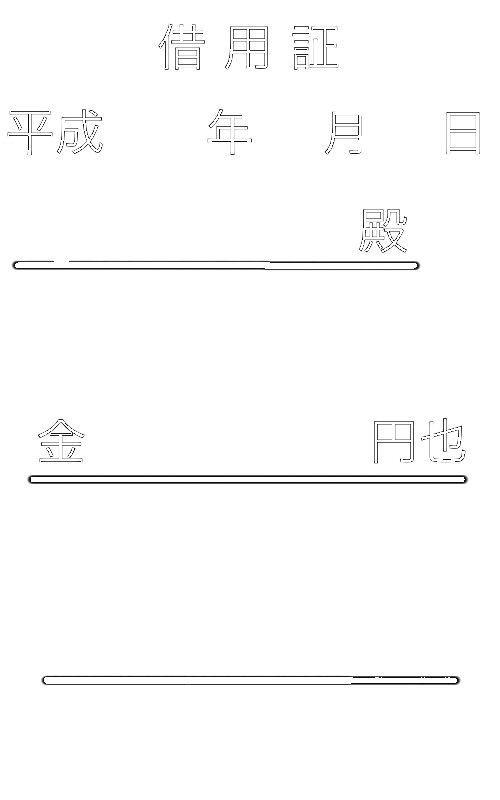 借用証
平成 年 月 日
殿
金 円也